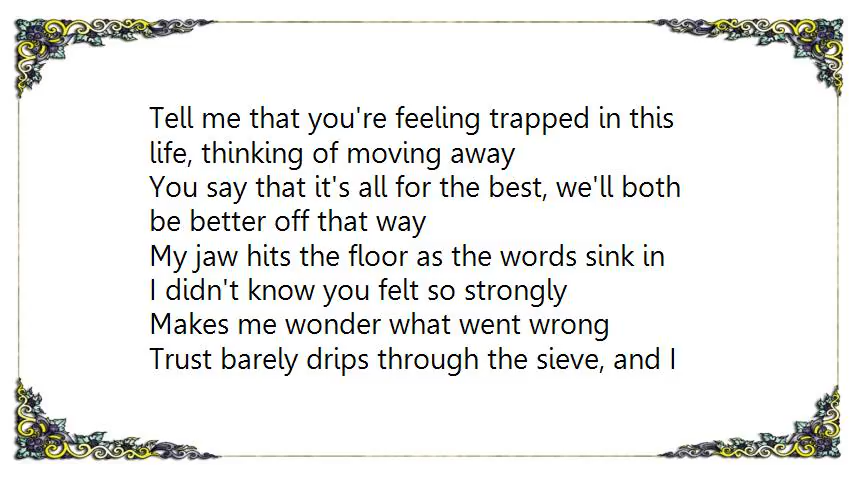 Tell me that you're feeling trapped in this
life, thinking of moving away
You say that it's all for the best, we'll both
be better off that way
My jaw hits the floor as the words sink in
I didn't know you felt so strongly
Makes me wonder what went wrong
Trust barely drips through the sieve, and I